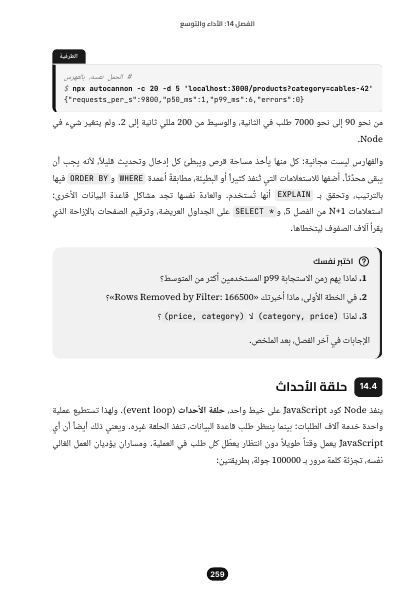 الفصل 14: الأداء والتوسع
الطرفية
# الحمل نفسه، بالفهرس
$ npx autocannon -c 20 -d 5 'localhost:3000/products?category=cables-42'
{"requests_per_s":9800,"p50_ms":1,"p99_ms":6,"errors":0}
من نحو 90 إلى نحو 7000 طلب في الثانية، والوسيط من 200 مللي ثانية إلى 2. ولم يتغير شيء في
Node.
والفهارس ليست مجانية: كل منها يأخذ مساحة قرص ويبطئ كل إدخال وتحديث قليلاً، لأنه يجب أن
يبقى محدّثاً. أضفها للاستعلامات التي تُنفذ كثيراً أو البطيئة، مطابقةً أعمدة WHERE و ORDER BY فيها
بالترتيب، وتحقق بـ EXPLAIN أنها تُستخدم. والعادة نفسها تجد مشاكل قاعدة البيانات الأخرى:
استعلامات N+1 من الفصل 5، و * SELECT على الجداول العريضة، وترقيم الصفحات بالإزاحة الذي
يقرأ آلاف الصفوف ليتخطاها.
اختبر نفسك
1. لماذا يهم زمن الاستجابة p99 المستخدمين أكثر من المتوسط؟
2. في الخطة الأولى، ماذا أخبرتك «Rows Removed by Filter: 166500»؟
3. لماذا (category, price) لا (price, category) ؟
الإجابات في آخر الفصل، بعد الملخص.
14.4 حلقة الأحداث
ينفذ Node كود JavaScript على خيط واحد، حلقة الأحداث (event loop). ولهذا تستطيع عملية
واحدة خدمة آلاف الطلبات: بينما ينتظر طلب قاعدة البيانات، تنفذ الحلقة غيره. ويعني ذلك أيضاً أن أي
JavaScript يعمل وقتاً طويلاً دون انتظار يعطّل كل طلب في العملية. ومساران يؤديان العمل الغالي
نفسه، تجزئة كلمة مرور بـ 100000 جولة، بطريقتين:
259